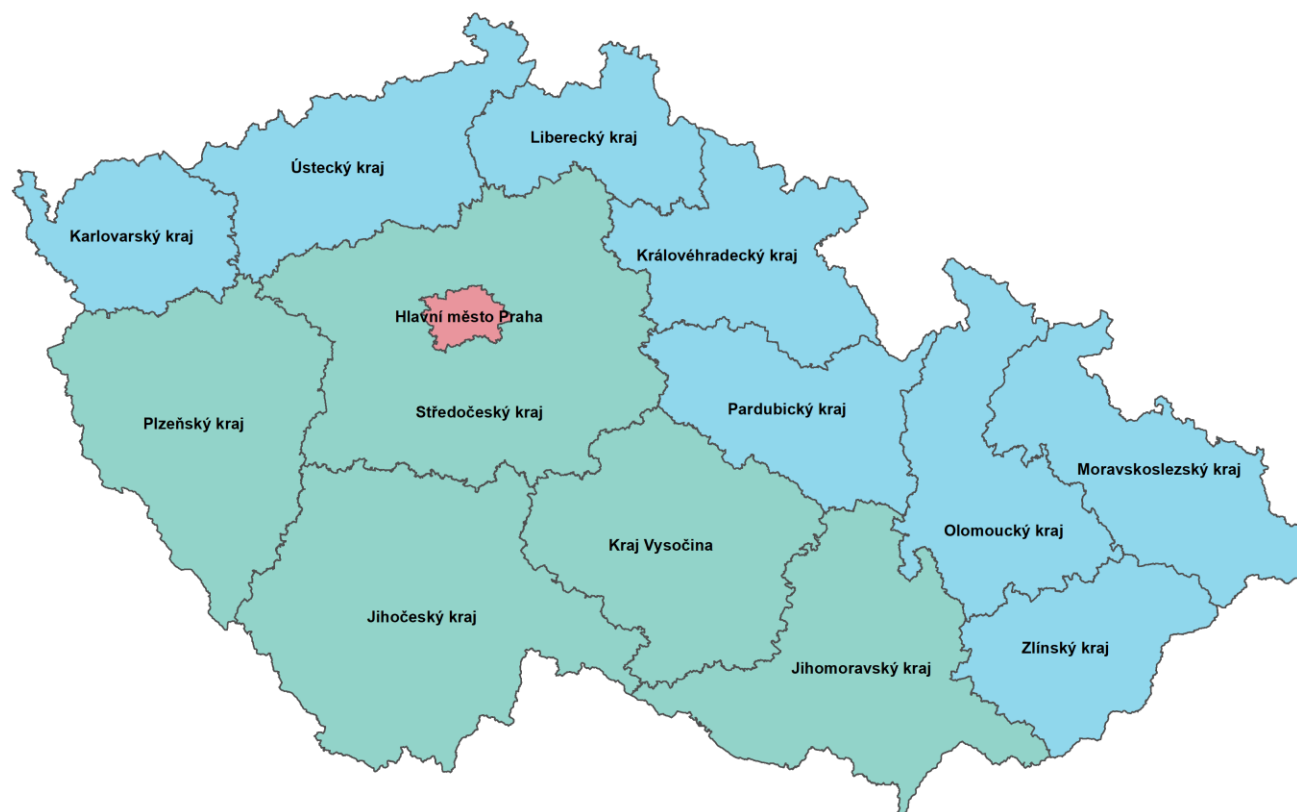 Liberecký kraj
Ústecký kraj
Karlovarský kraj
Královéhradecký kraj
Hlavní město Praha
Středočeský kraj
Pardubický kraj
Plzeňský kraj
Moravskoslezský kraj
Olomoucký kraj
Kraj Vysočina
Jihočeský kraj
Zlínský kraj
Jihomoravský kraj